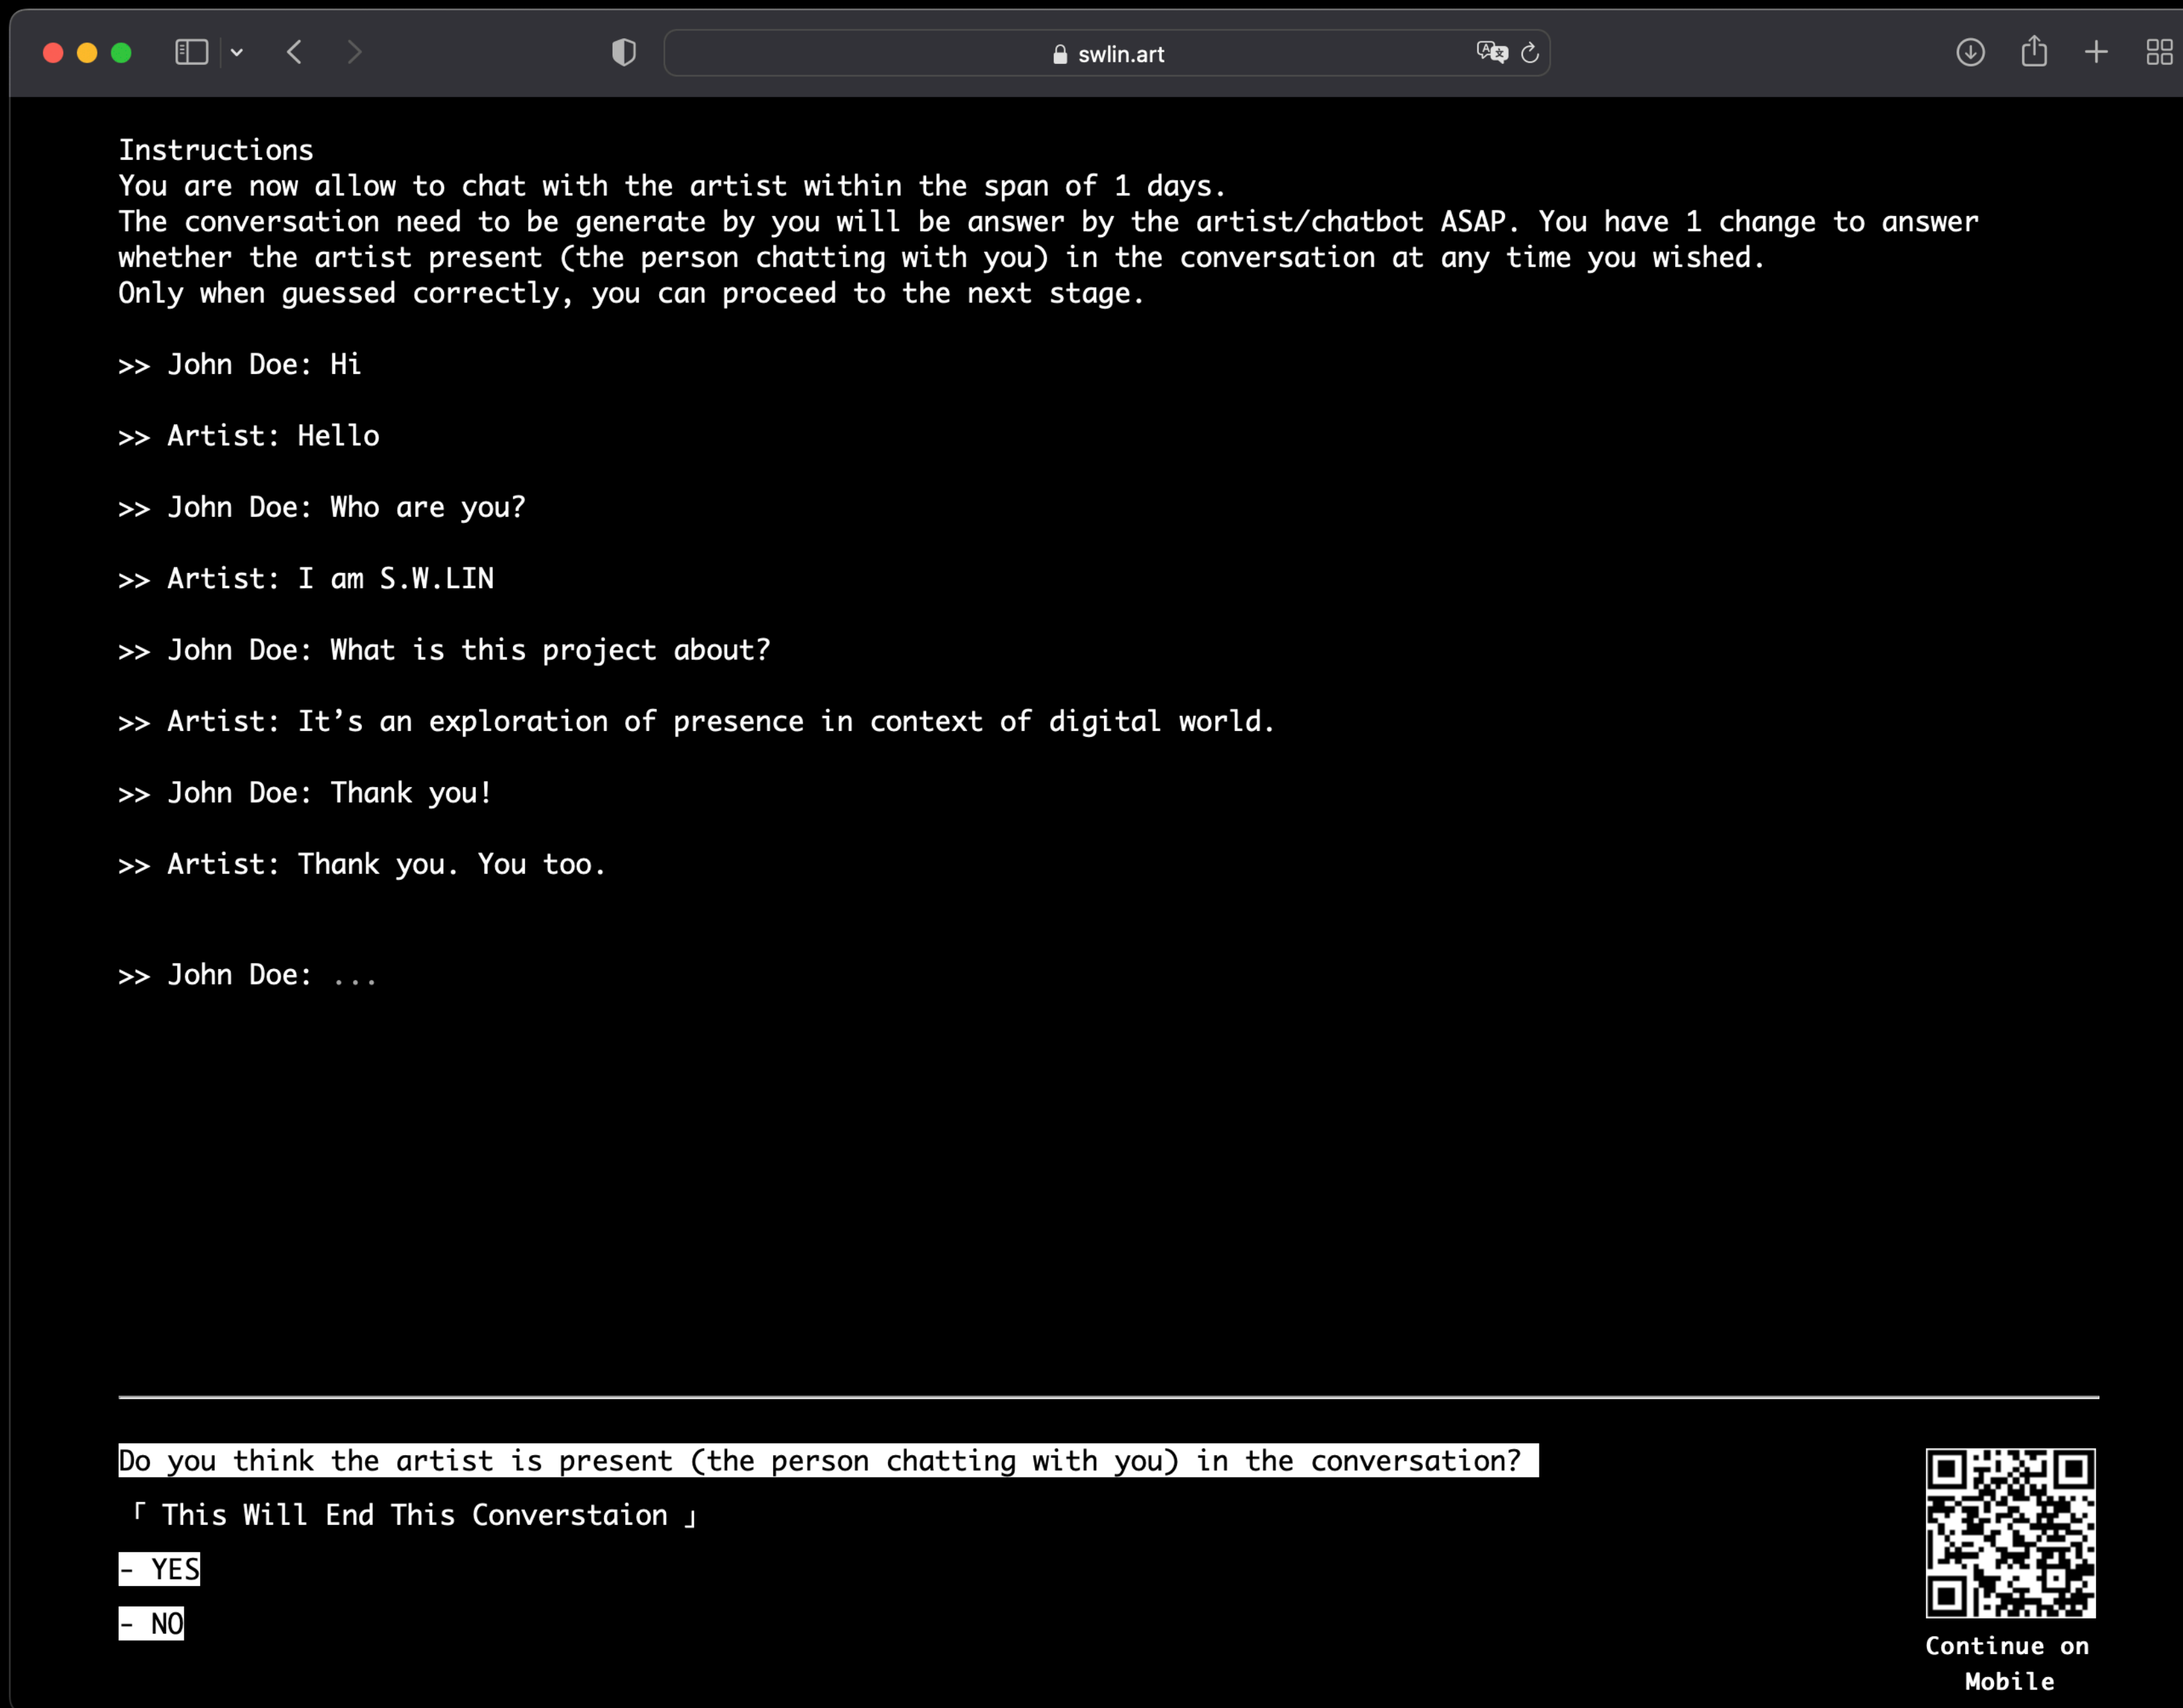 swlin.art
Instructions
You are now allow to chat with the artist within the span of 1 days.
The conversation need to be generate by you will be answer by the artist/chatbot ASAP. You have 1 change to answer
whether the artist present (the person chatting with you) in the conversation at any time you wished.
Only when guessed correctly, you can proceed to the next stage.
>> John Doe: Hi
>> Artist: Hello
>> John Doe: Who are you?
>> Artist: I am S.W.LIN
>> John Doe: What is this project about?
>> Artist: It’s an exploration of presence in context of digital world.
>> John Doe: Thank you!
>> Artist: Thank you. You too.
>> John Doe: ...
Do you think the artist is present (the person chatting with you) in the conversation?
「 This Will End This Converstaion 」
- YES
- NO
Continue on
Mobile